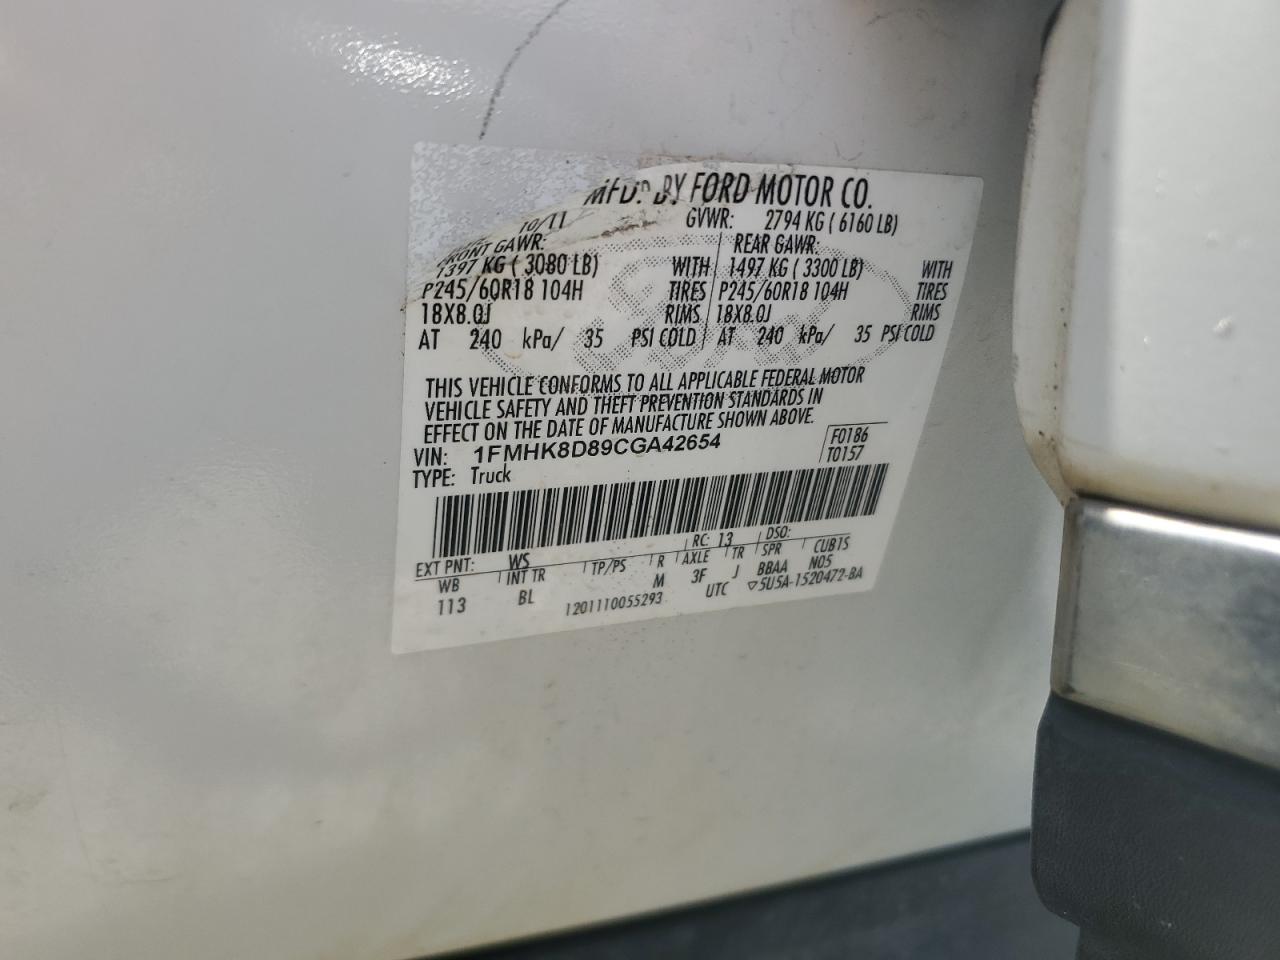 MFD. BY FORD MOTOR CO.
10/11 GVWR: 2794 KG ( 6160 LB)
FRONT GAWR: REAR GAWR:
1397 KG ( 3080 LB) WITH 1497 KG ( 3300 LB) WITH
P245/60R18 104H TIRES P245/60R18 104H TIRES
18X8.0J RIMS 18X8.0J RIMS
AT 240 kPa/ 35 PSI COLD AT 240 kPa/ 35 PSI COLD
THIS VEHICLE CONFORMS TO ALL APPLICABLE FEDERAL MOTOR
VEHICLE SAFETY AND THEFT PREVENTION STANDARDS IN
EFFECT ON THE DATE OF MANUFACTURE SHOWN ABOVE.
VIN: 1FMHK8D89CGA42654 F0186
TYPE: Truck T0157
RC: 13 DSO:
EXT PNT: WS
WB INT TR TP/PS R AXLE TR SPR CUB1S
113 BL M 3F J BBAA N05
1201110055293 UTC ▽5U5A-1520472-BA